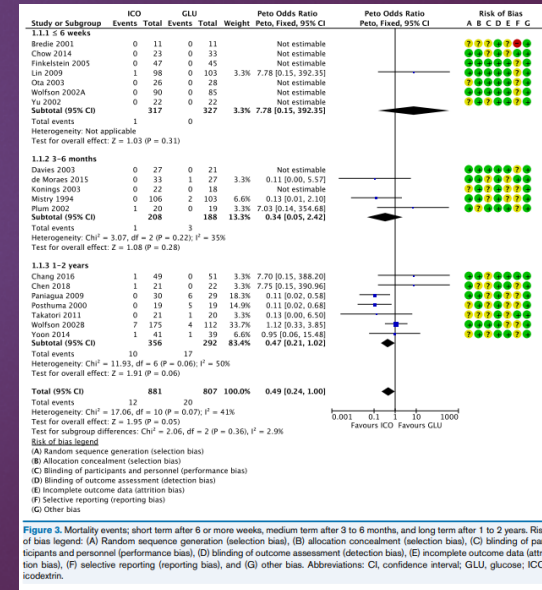 ICO GLU Peto Odds Ratio Peto Odds Ratio Risk of Bias
Study or Subgroup Events Total Events Total Weight Peto, Fixed, 95% CI Peto, Fixed, 95% CI A B C D E F G
1.1.1 ≤ 6 weeks
Bredie 2001 0 11 0 11 Not estimable
Chow 2014 0 23 0 33 Not estimable
Finkelstein 2005 0 47 0 45 Not estimable
Lin 2009 1 98 0 103 3.3% 7.78 [0.15, 392.35]
Ota 2003 0 26 0 28 Not estimable
Wolfson 2002A 0 90 0 85 Not estimable
Yu 2002 0 22 0 22 Not estimable
Subtotal (95% CI) 317 327 3.3% 7.78 [0.15, 392.35]
Total events 1 0
Heterogeneity: Not applicable
Test for overall effect: Z = 1.03 (P = 0.31)
1.1.2 3-6 months
Davies 2003 0 27 0 21 Not estimable
de Moraes 2015 0 33 1 27 3.3% 0.11 [0.00, 5.57]
Konings 2003 0 22 0 18 Not estimable
Mistry 1994 0 106 2 103 6.6% 0.13 [0.01, 2.10]
Plum 2002 1 20 0 19 3.3% 7.03 [0.14, 354.68]
Subtotal (95% CI) 208 188 13.3% 0.34 [0.05, 2.42]
Total events 1 3
Heterogeneity: Chi² = 3.07, df = 2 (P = 0.22); I² = 35%
Test for overall effect: Z = 1.08 (P = 0.28)
1.1.3 1-2 years
Chang 2016 1 49 0 51 3.3% 7.70 [0.15, 388.20]
Chen 2018 1 21 0 22 3.3% 7.75 [0.15, 390.96]
Paniagua 2009 0 30 6 29 18.3% 0.11 [0.02, 0.58]
Posthuma 2000 0 19 5 19 14.9% 0.11 [0.02, 0.68]
Takatori 2011 0 21 1 20 3.3% 0.13 [0.00, 6.50]
Wolfson 2002B 7 175 4 112 33.7% 1.12 [0.33, 3.85]
Yoon 2014 1 41 1 39 6.6% 0.95 [0.06, 15.48]
Subtotal (95% CI) 356 292 83.4% 0.47 [0.21, 1.02]
Total events 10 17
Heterogeneity: Chi² = 11.93, df = 6 (P = 0.06); I² = 50%
Test for overall effect: Z = 1.91 (P = 0.06)
Total (95% CI) 881 807 100.0% 0.49 [0.24, 1.00]
Total events 12 20
Heterogeneity: Chi² = 17.06, df = 10 (P = 0.07); I² = 41%
Test for overall effect: Z = 1.95 (P = 0.05)
Test for subgroup differences: Chi² = 2.06, df = 2 (P = 0.36), I² = 2.9%
0.001 0.1 1 10 1000
Favours ICO Favours GLU
Risk of bias legend
(A) Random sequence generation (selection bias)
(B) Allocation concealment (selection bias)
(C) Blinding of participants and personnel (performance bias)
(D) Blinding of outcome assessment (detection bias)
(E) Incomplete outcome data (attrition bias)
(F) Selective reporting (reporting bias)
(G) Other bias
Figure 3. Mortality events; short term after 6 or more weeks, medium term after 3 to 6 months, and long term after 1 to 2 years. Ris
of bias legend: (A) Random sequence generation (selection bias), (B) allocation concealment (selection bias), (C) blinding of par
ticipants and personnel (performance bias), (D) blinding of outcome assessment (detection bias), (E) incomplete outcome data (attr
tion bias), (F) selective reporting (reporting bias), and (G) other bias. Abbreviations: CI, confidence interval; GLU, glucose; ICO
icodextrin.